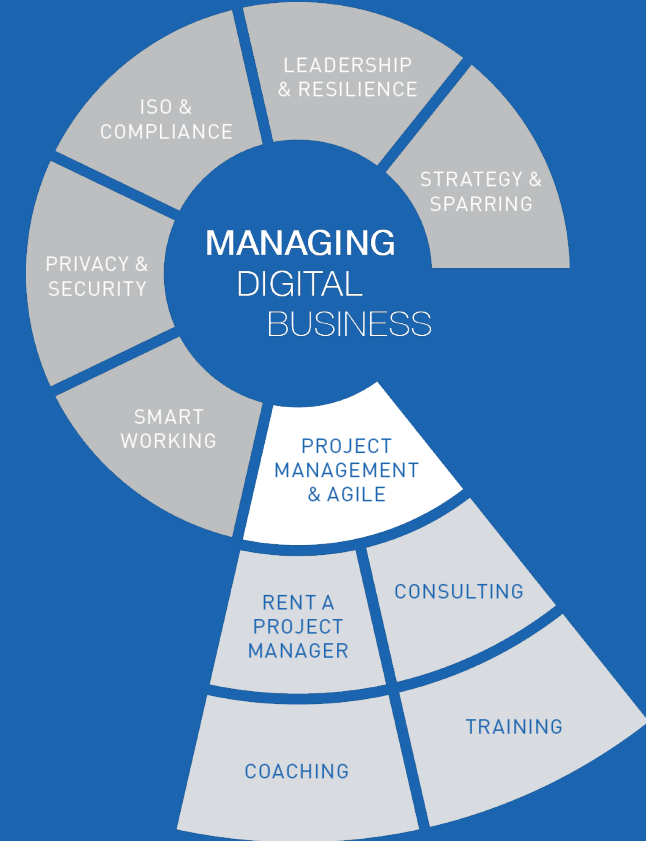 LEADERSHIP
& RESILIENCE
ISO &
COMPLIANCE
STRATEGY &
SPARRING
PRIVACY &
SECURITY
MANAGING
DIGITAL
BUSINESS
SMART
WORKING
PROJECT
MANAGEMENT
& AGILE
RENT A
PROJECT
MANAGER
CONSULTING
COACHING
TRAINING